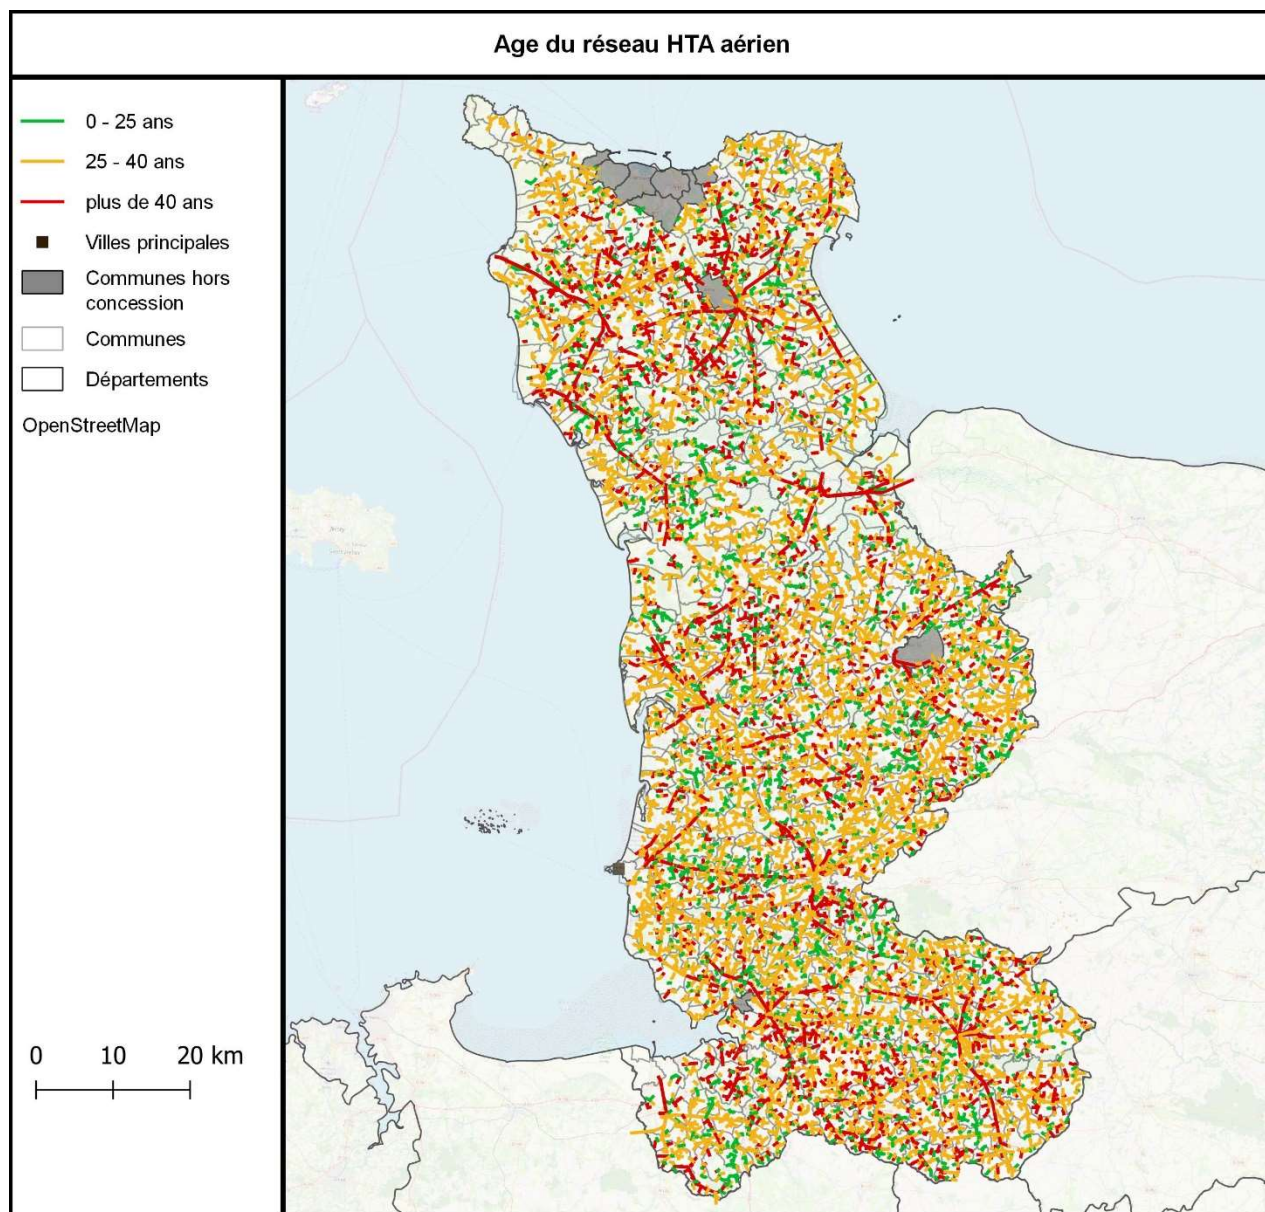 Age du réseau HTA aérien
0 - 25 ans
25 - 40 ans
plus de 40 ans
Villes principales
Communes hors
concession
Communes
Départements
OpenStreetMap
0 10 20 km